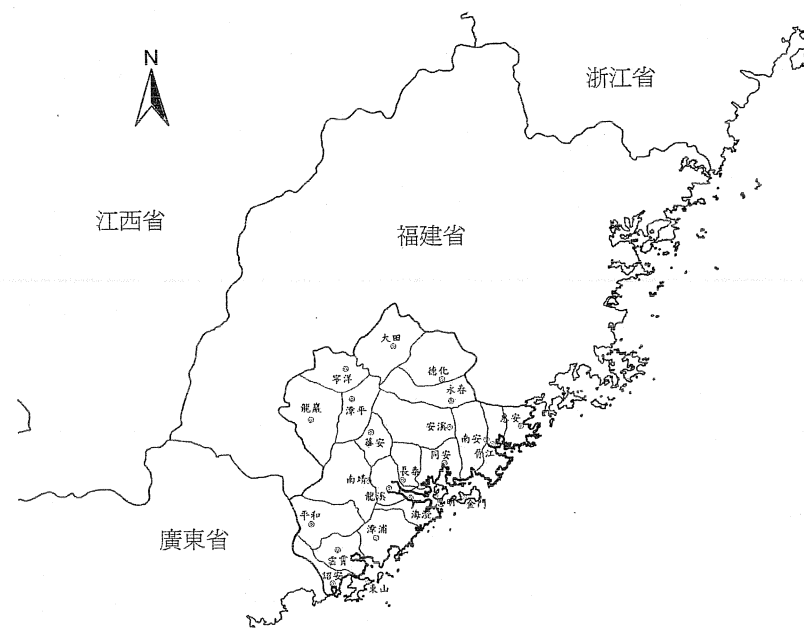 N
浙江省
江西省
福建省
大田
德化
寧洋
永春
龍巖
漳平
惠安
安溪
南安
晉江
華安
同安
長泰
南靖
龍溪
海澄
金門
平和
漳浦
廣東省
雲霄
詔安
東山